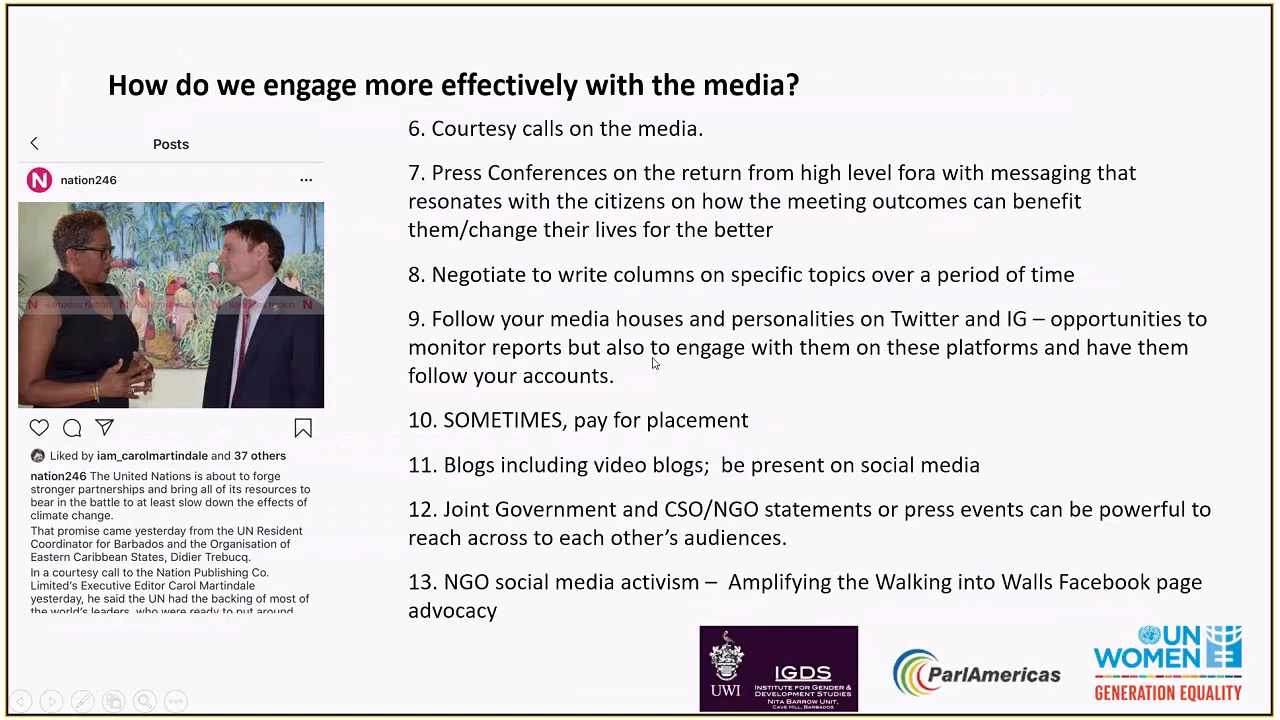 How do we engage more effectively with the media?
Posts
nation246
Barbados Nation
Liked by iam_carolmartindale and 37 others
nation246 The United Nations is about to forge
stronger partnerships and bring all of its resources to
bear in the battle to at least slow down the effects of
climate change.
That promise came yesterday from the UN Resident
Coordinator for Barbados and the Organisation of
Eastern Caribbean States, Didier Trebucq.
In a courtesy call to the Nation Publishing Co.
Limited's Executive Editor Carol Martindale
yesterday, he said the UN had the backing of most of
the world's leaders, who were ready to put around
6. Courtesy calls on the media.
7. Press Conferences on the return from high level fora with messaging that
resonates with the citizens on how the meeting outcomes can benefit
them/change their lives for the better
8. Negotiate to write columns on specific topics over a period of time
9. Follow your media houses and personalities on Twitter and IG – opportunities to
monitor reports but also to engage with them on these platforms and have them
follow your accounts.
10. SOMETIMES, pay for placement
11. Blogs including video blogs;  be present on social media
12. Joint Government and CSO/NGO statements or press events can be powerful to
reach across to each other's audiences.
13. NGO social media activism –  Amplifying the Walking into Walls Facebook page
advocacy
UWI
IGDS
INSTITUTE FOR GENDER &
DEVELOPMENT STUDIES
NITA BARROW UNIT,
CAVE HILL, BARBADOS
ParlAmericas
UN
WOMEN
GENERATION EQUALITY